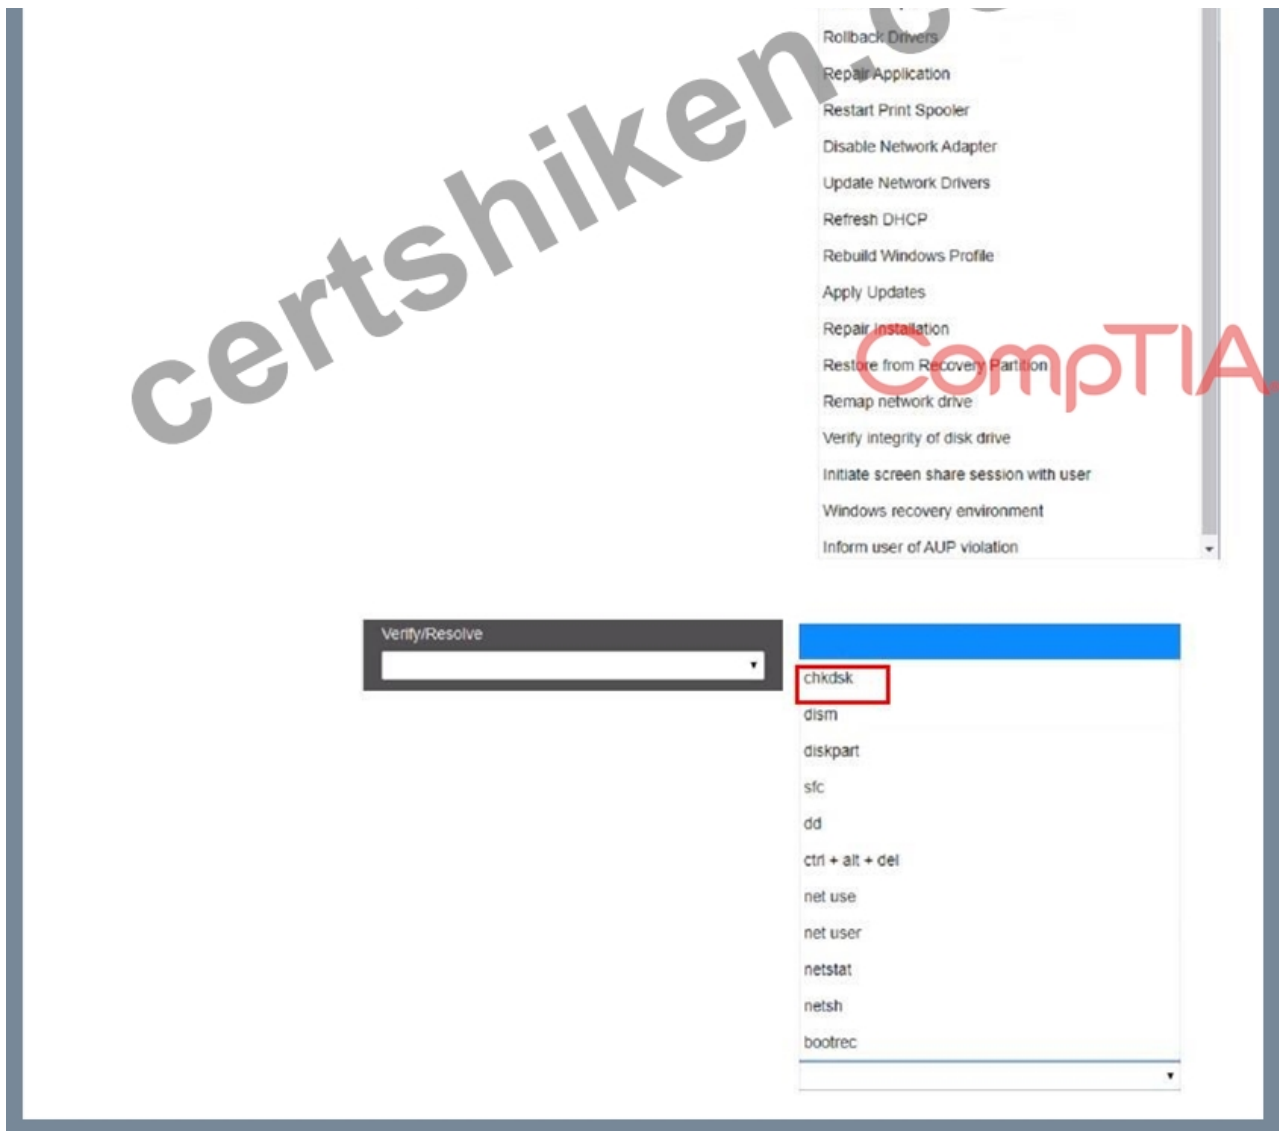 Rollback Drivers
Repair Application
Restart Print Spooler
Disable Network Adapter
Update Network Drivers
Refresh DHCP
Rebuild Windows Profile
Apply Updates
Repair Installation
Restore from Recovery Partition
Remap network drive
Verify integrity of disk drive
Initiate screen share session with user
Windows recovery environment
Inform user of AUP violation
certshiken.co
CompTIA.
Verify/Resolve
chkdsk
dism
diskpart
sfc
dd
ctrl + alt + del
net use
net user
netstat
netsh
bootrec